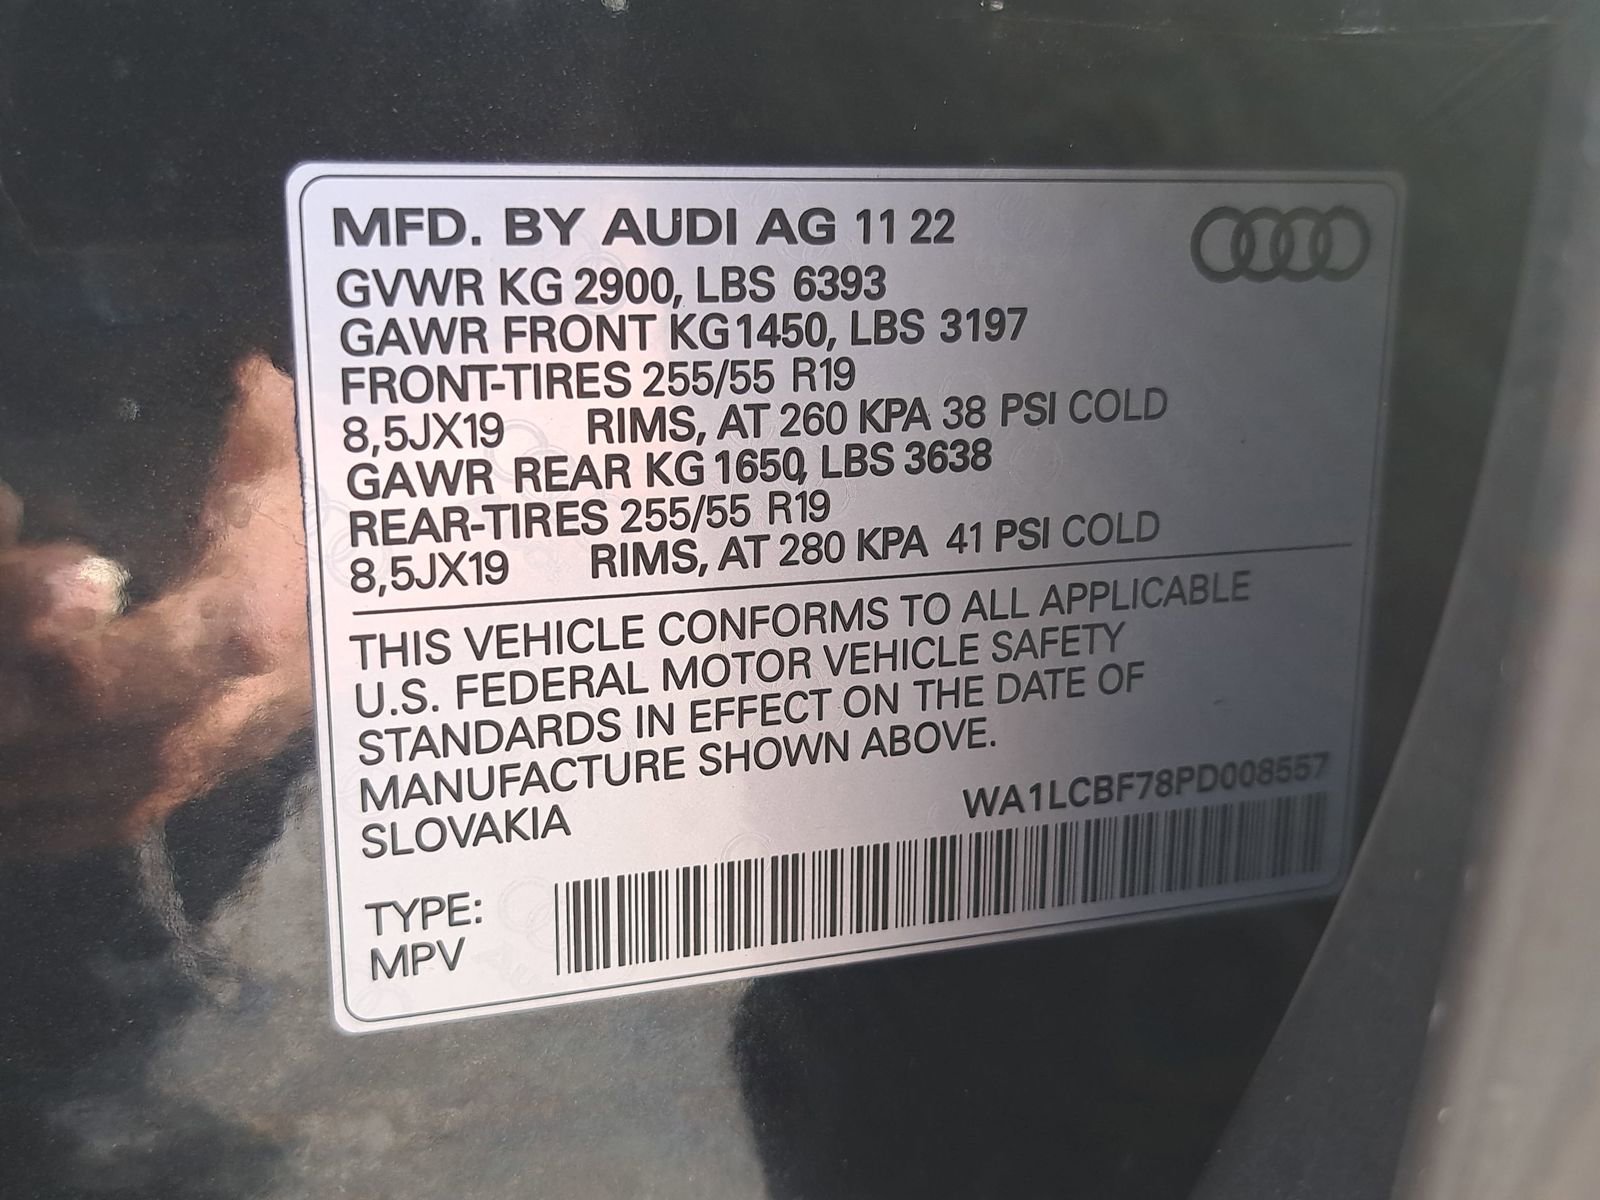 MFD. BY AUDI AG 11 22
GVWR KG 2900, LBS 6393
GAWR FRONT KG 1450, LBS 3197
FRONT-TIRES 255/55 R19
8,5JX19 RIMS, AT 260 KPA 38 PSI COLD
GAWR REAR KG 1650, LBS 3638
REAR-TIRES 255/55 R19
8,5JX19 RIMS, AT 280 KPA 41 PSI COLD
THIS VEHICLE CONFORMS TO ALL APPLICABLE
U.S. FEDERAL MOTOR VEHICLE SAFETY
STANDARDS IN EFFECT ON THE DATE OF
MANUFACTURE SHOWN ABOVE.
SLOVAKIA
WA1LCBF78PD008557
TYPE:
MPV